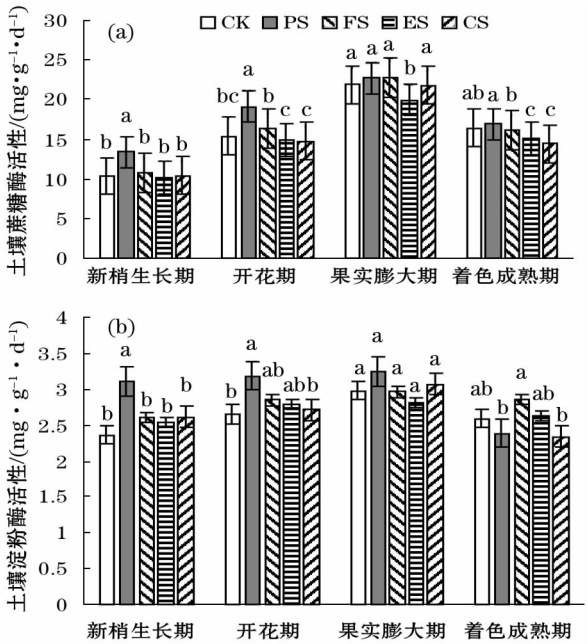 (a) CK PS FS ES CS
土壤蔗糖酶活性/(mg·g⁻¹·d⁻¹)
30
25
20
15
10
5
0
b a b b b
bc a b c c
a a a b a
ab a b c c
新梢生长期 开花期 果实膨大期 着色成熟期
(b)
土壤淀粉酶活性/(mg·g⁻¹·d⁻¹)
4
3.5
3
2.5
2
1.5
1
0.5
0
b a b b b
b a ab ab b
a a a a a
ab b a ab b
新梢生长期 开花期 果实膨大期 着色成熟期